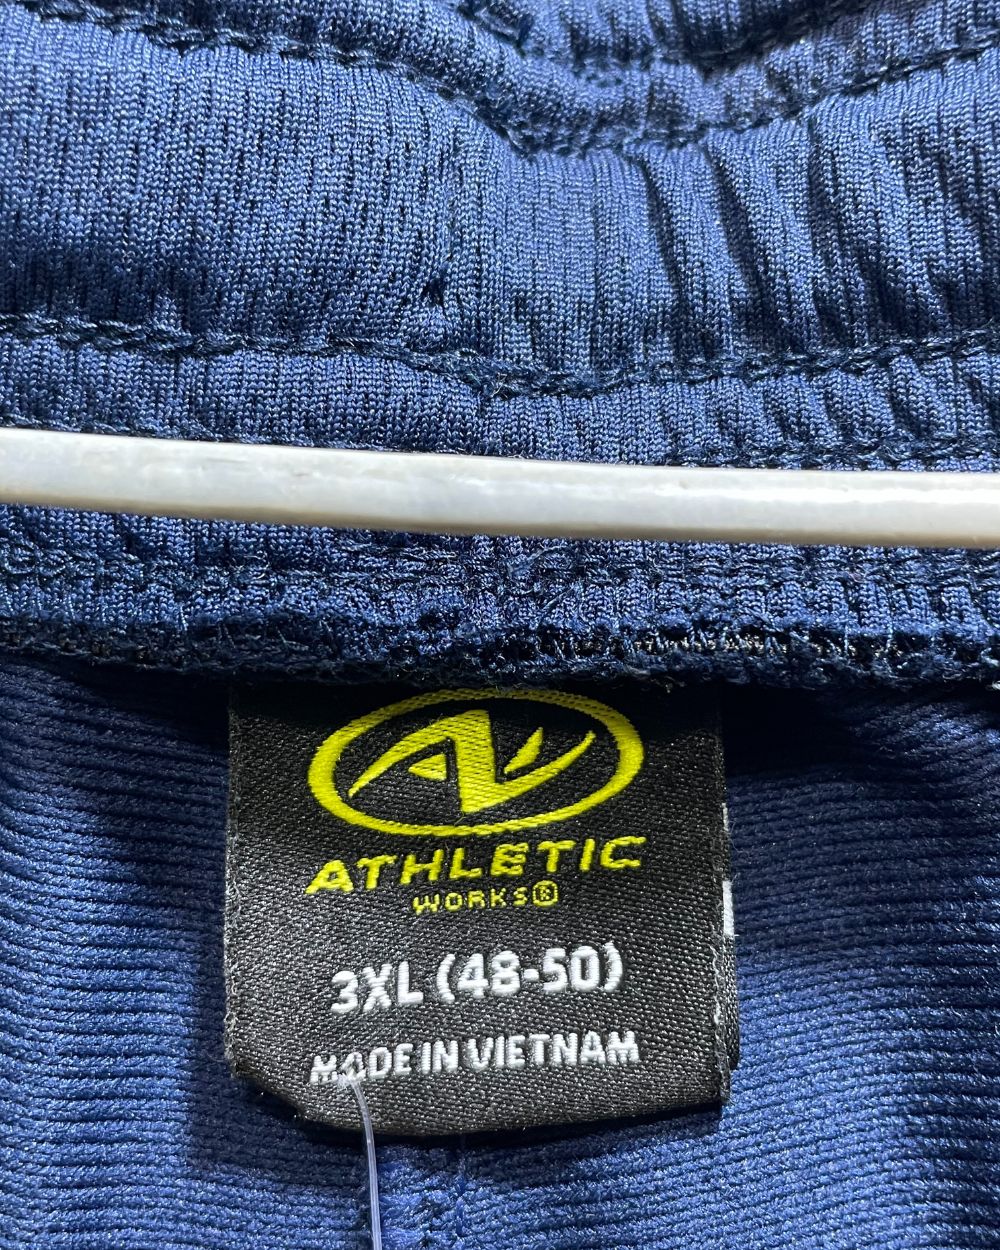 ATHLETIC
WORKS®
3XL (48-50)
MADE IN VIETNAM